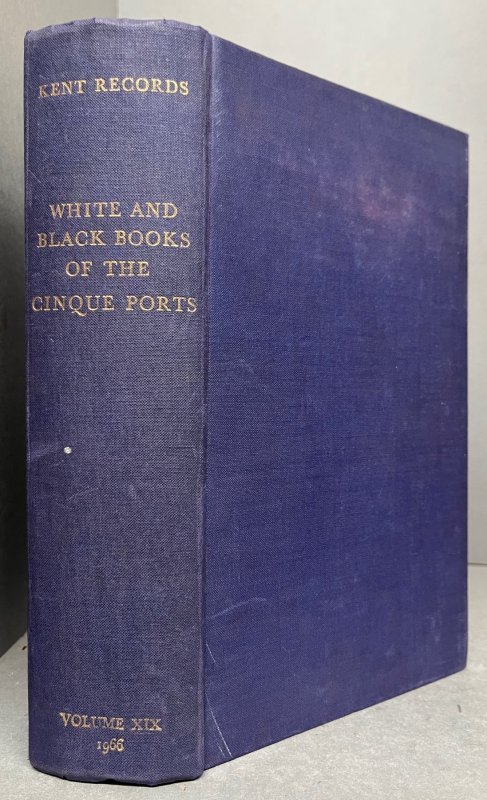 KENT RECORDS
WHITE AND
BLACK BOOKS
OF THE
CINQUE PORTS
VOLUME XIX
1966